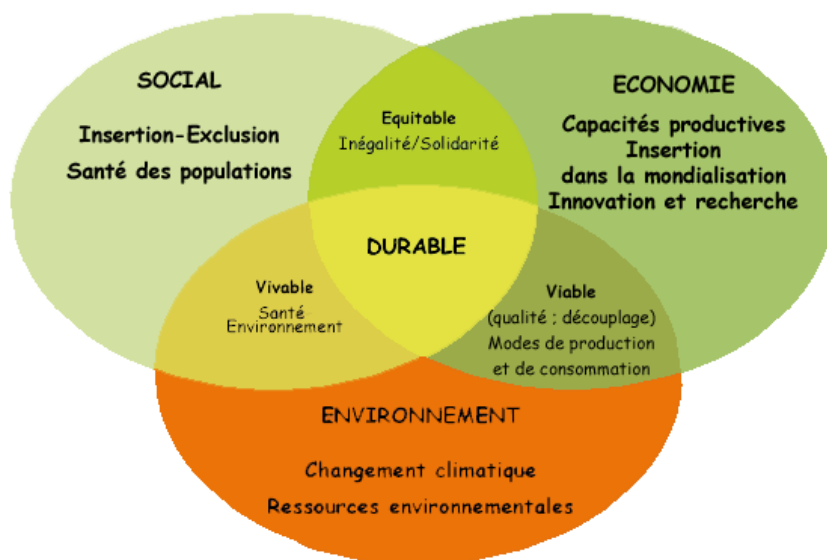 SOCIAL
Insertion-Exclusion
Santé des populations
Equitable
Inégalité/Solidarité
ECONOMIE
Capacités productives
Insertion
dans la mondialisation
Innovation et recherche
DURABLE
Vivable
Santé
Environnement
Viable
(qualité ; découplage)
Modes de production
et de consommation
ENVIRONNEMENT
Changement climatique
Ressources environnementales